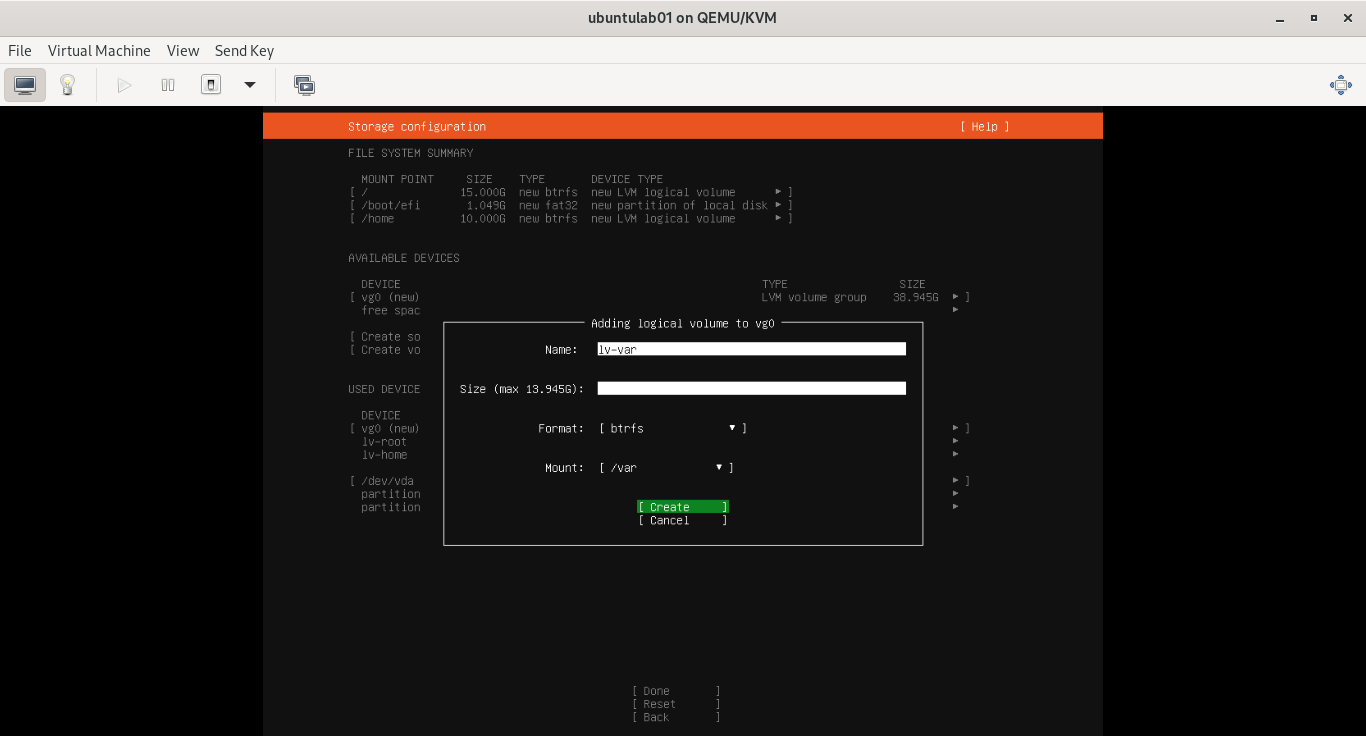 ubuntulab01 on QEMU/KVM
File Virtual Machine View Send Key
Storage configuration [ Help ]
FILE SYSTEM SUMMARY
MOUNT POINT SIZE TYPE DEVICE TYPE
[ / 15.000G new btrfs new LVM logical volume ▸ ]
[ /boot/efi 1.049G new fat32 new partition of local disk ▸ ]
[ /home 10.000G new btrfs new LVM logical volume ▸ ]
AVAILABLE DEVICES
DEVICE TYPE SIZE
[ vg0 (new) LVM volume group 38.945G ▸ ]
free spac ▸
[ Create so
[ Create vo
USED DEVICE
DEVICE
[ vg0 (new) ▸ ]
lv-root ▸
lv-home ▸
[ /dev/vda ▸ ]
partition ▸
partition ▸
Adding logical volume to vg0
Name: lv-var
Size (max 13.945G):
Format: [ btrfs ▾ ]
Mount: [ /var ▾ ]
[ Create ]
[ Cancel ]
[ Done ]
[ Reset ]
[ Back ]